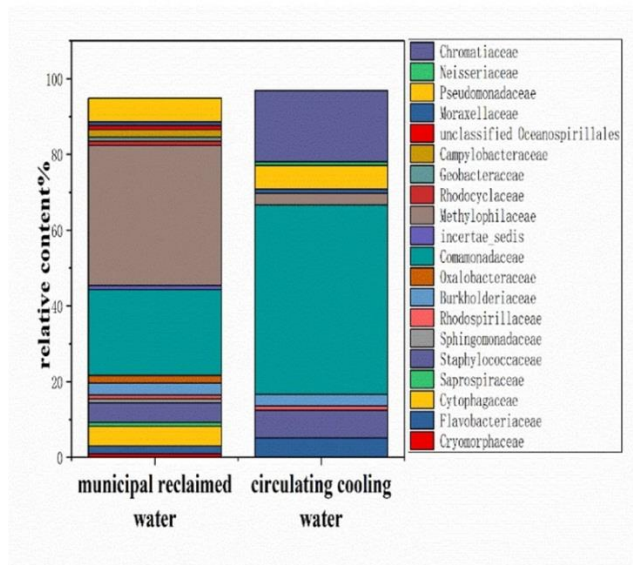 100
80
60
40
20
0
relative content%
municipal reclaimed
water
circulating cooling
water
Chromatiaceae
Neisseriaceae
Pseudomonadaceae
Moraxellaceae
unclassified Oceanospirillales
Campylobacteraceae
Geobacteraceae
Rhodocyclaceae
Methylophilaceae
incertae_sedis
Comamonadaceae
Oxalobacteraceae
Burkholderiaceae
Rhodospirillaceae
Sphingomonadaceae
Staphylococcaceae
Saprospiraceae
Cytophagaceae
Flavobacteriaceae
Cryomorphaceae